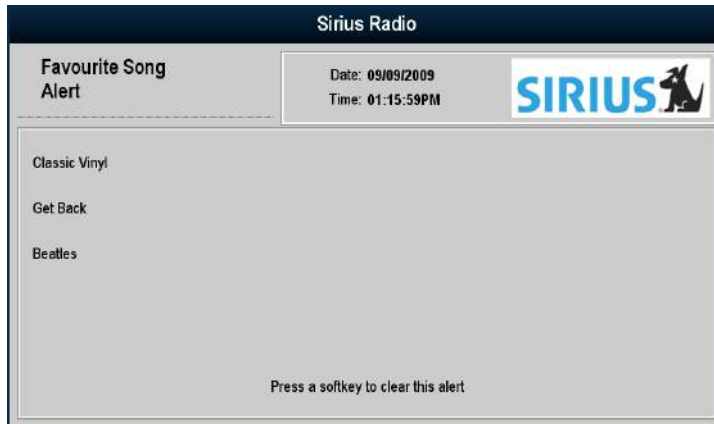 Sirius Radio
Favourite Song
Alert
Date: 09/09/2009
Time: 01:15:59PM
SIRIUS
Classic Vinyl
Get Back
Beatles
Press a softkey to clear this alert